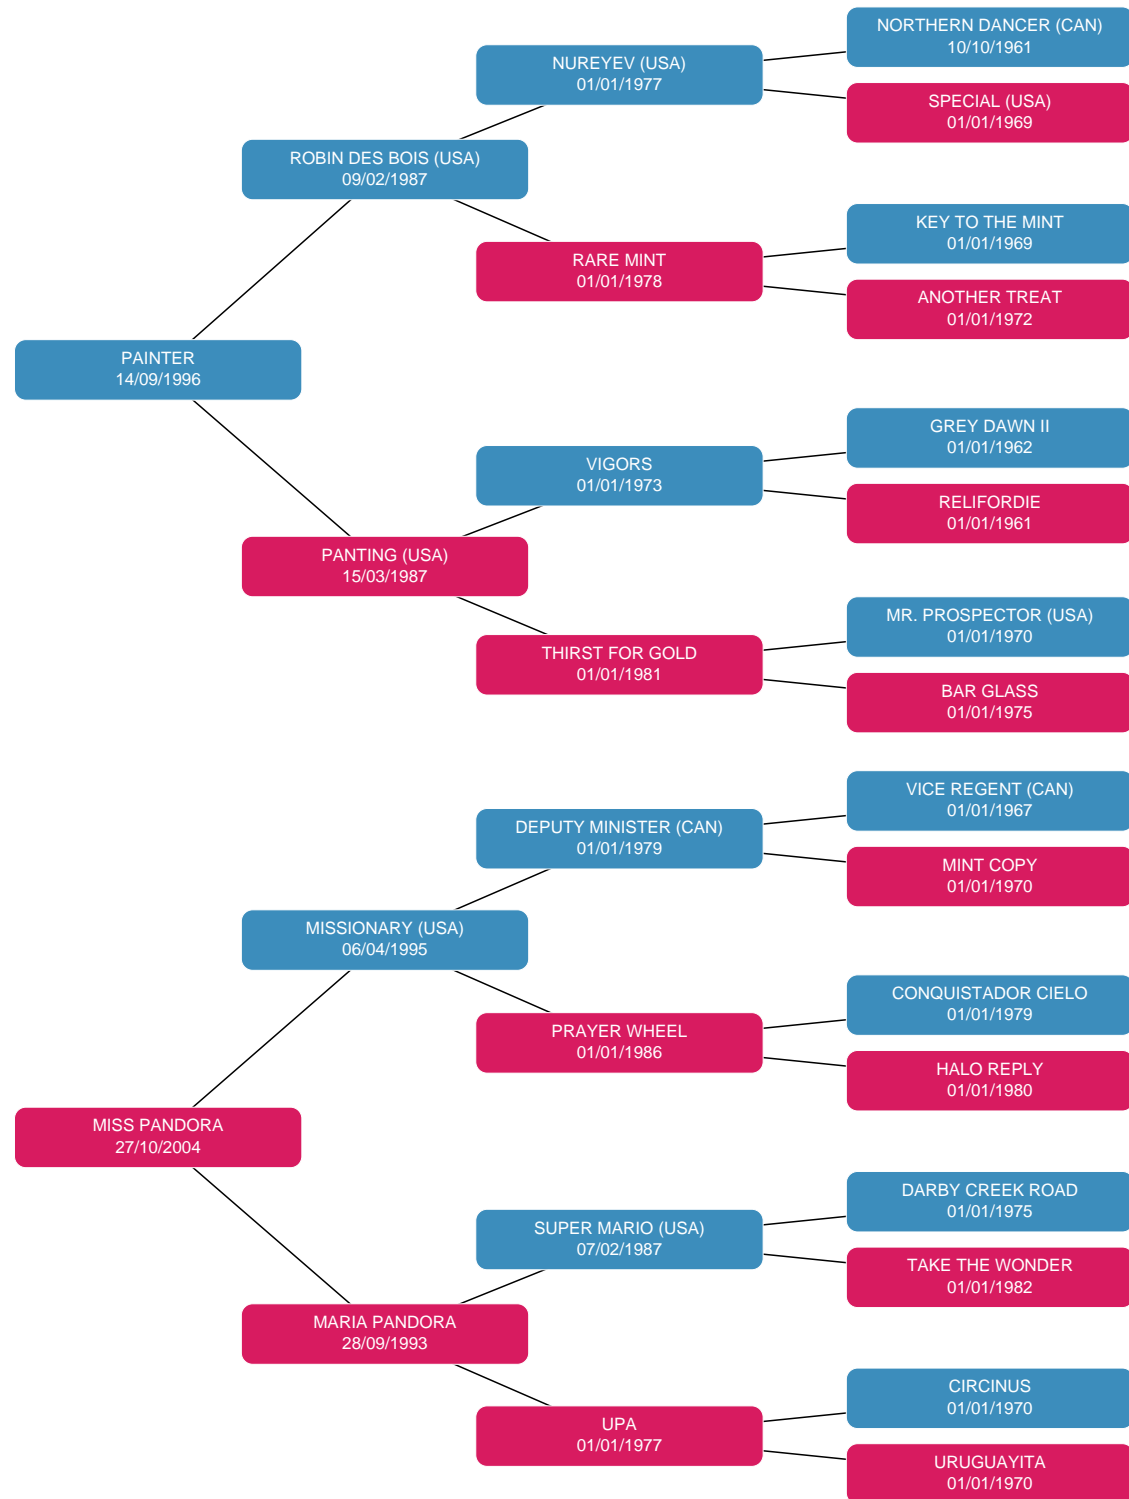 NORTHERN DANCER (CAN)
10/10/1961
NUREYEV (USA)
01/01/1977
SPECIAL (USA)
01/01/1969
ROBIN DES BOIS (USA)
09/02/1987
KEY TO THE MINT
01/01/1969
RARE MINT
01/01/1978
ANOTHER TREAT
01/01/1972
PAINTER
14/09/1996
GREY DAWN II
01/01/1962
VIGORS
01/01/1973
RELIFORDIE
01/01/1961
PANTING (USA)
15/03/1987
MR. PROSPECTOR (USA)
01/01/1970
THIRST FOR GOLD
01/01/1981
BAR GLASS
01/01/1975
VICE REGENT (CAN)
01/01/1967
DEPUTY MINISTER (CAN)
01/01/1979
MINT COPY
01/01/1970
MISSIONARY (USA)
06/04/1995
CONQUISTADOR CIELO
01/01/1979
PRAYER WHEEL
01/01/1986
HALO REPLY
01/01/1980
MISS PANDORA
27/10/2004
DARBY CREEK ROAD
01/01/1975
SUPER MARIO (USA)
07/02/1987
TAKE THE WONDER
01/01/1982
MARIA PANDORA
28/09/1993
CIRCINUS
01/01/1970
UPA
01/01/1977
URUGUAYITA
01/01/1970